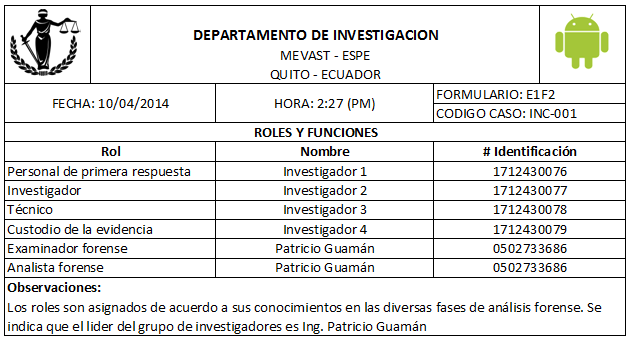 DEPARTAMENTO DE INVESTIGACION
MEVAST - ESPE
QUITO - ECUADOR
FECHA: 10/04/2014 HORA: 2:27 (PM) FORMULARIO: E1F2
CODIGO CASO: INC-001
ROLES Y FUNCIONES
Rol Nombre # Identificación
Personal de primera respuesta Investigador 1 1712430076
Investigador Investigador 2 1712430077
Técnico Investigador 3 1712430078
Custodio de la evidencia Investigador 4 1712430079
Examinador forense Patricio Guamán 0502733686
Analista forense Patricio Guamán 0502733686
Observaciones:
Los roles son asignados de acuerdo a sus conocimientos en las diversas fases de análisis forense. Se
indica que el lider del grupo de investigadores es Ing. Patricio Guamán